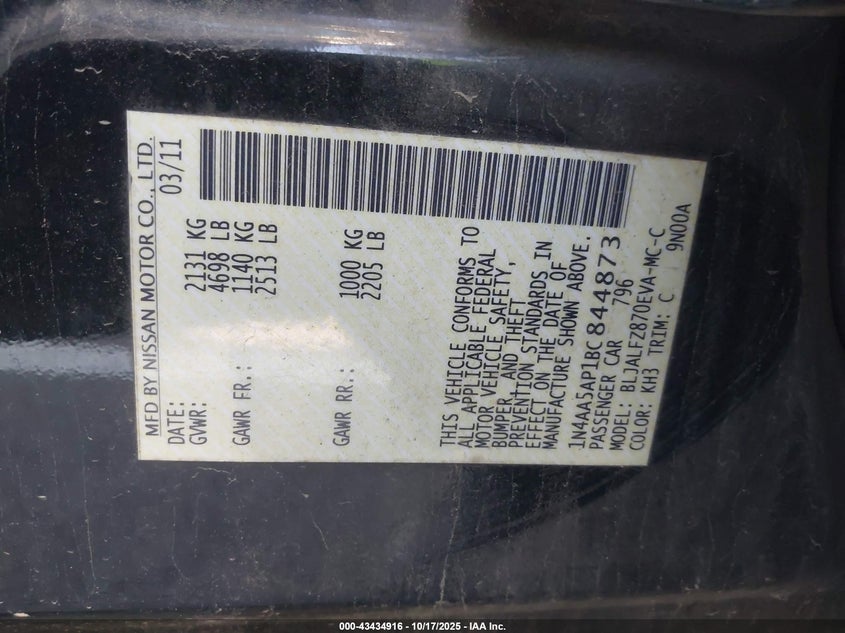 MFD BY NISSAN MOTOR CO., LTD.
DATE: 03/11
GVWR: 2131 KG
4698 LB
GAWR FR.: 1140 KG
2513 LB
GAWR RR.: 1000 KG
2205 LB
THIS VEHICLE CONFORMS TO
ALL APPLICABLE FEDERAL
MOTOR VEHICLE SAFETY,
BUMPER, AND THEFT
PREVENTION STANDARDS IN
EFFECT ON THE DATE OF
MANUFACTURE SHOWN ABOVE.
1N4AA5AP1BC844873
PASSENGER CAR 796
MODEL: BLJALFZ870EVA-MC-C
COLOR: KH3 TRIM: C 9N00A
000-43434916 - 10/17/2025 - IAA Inc.